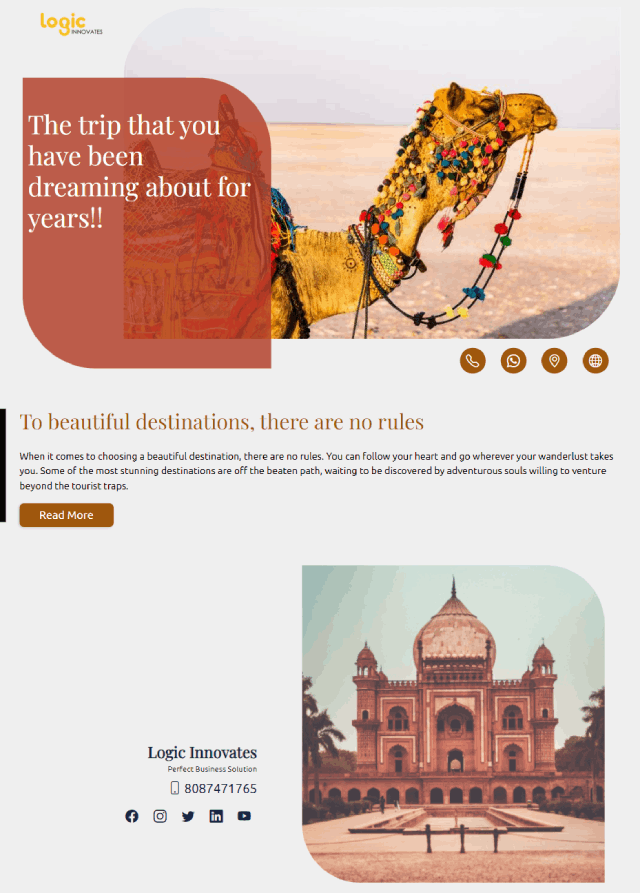 logic
INNOVATES
The trip that you
have been
dreaming about for
years!!
To beautiful destinations, there are no rules
When it comes to choosing a beautiful destination, there are no rules. You can follow your heart and go wherever your wanderlust takes
you. Some of the most stunning destinations are off the beaten path, waiting to be discovered by adventurous souls willing to venture
beyond the tourist traps.
Read More
Logic Innovates
Perfect Business Solution
8087471765